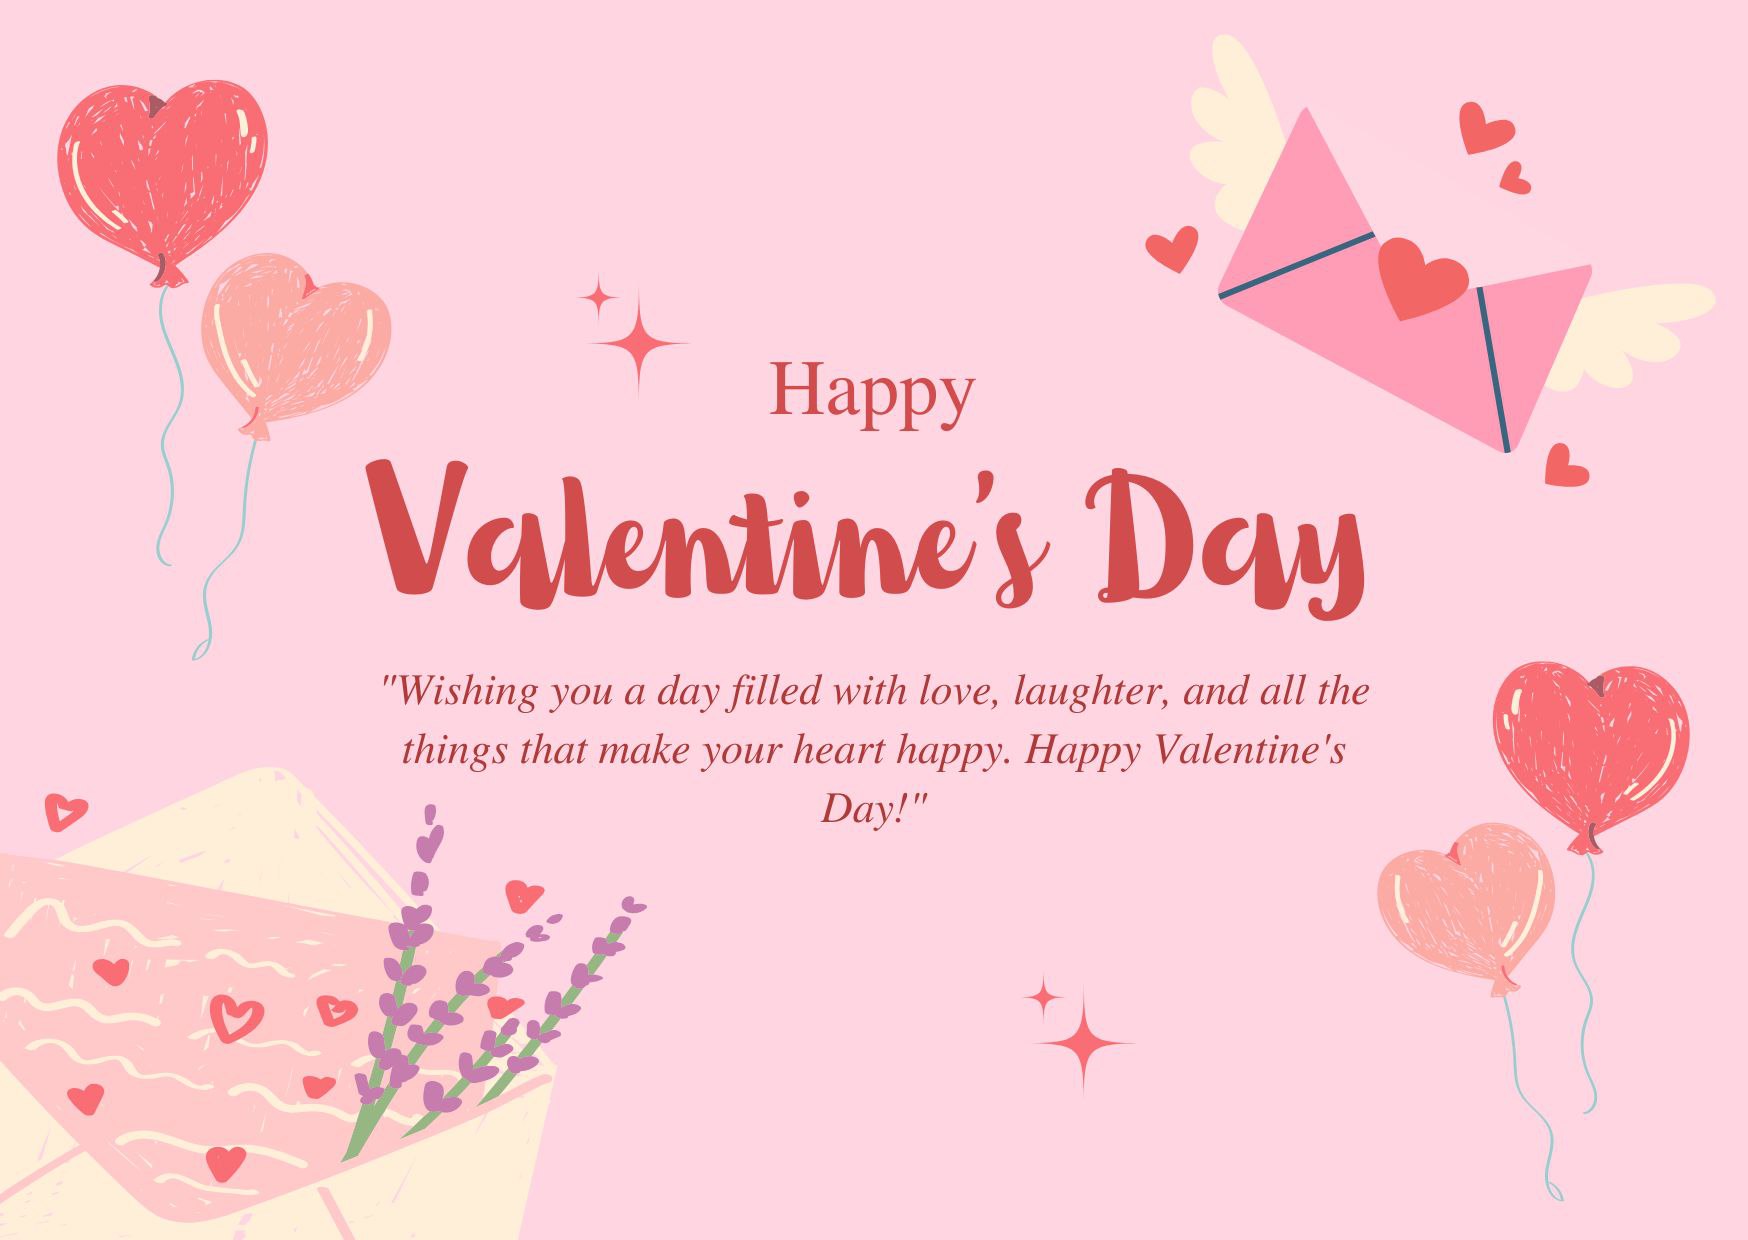 Happy
Valentine's Day
"Wishing you a day filled with love, laughter, and all the
things that make your heart happy. Happy Valentine's
Day!"